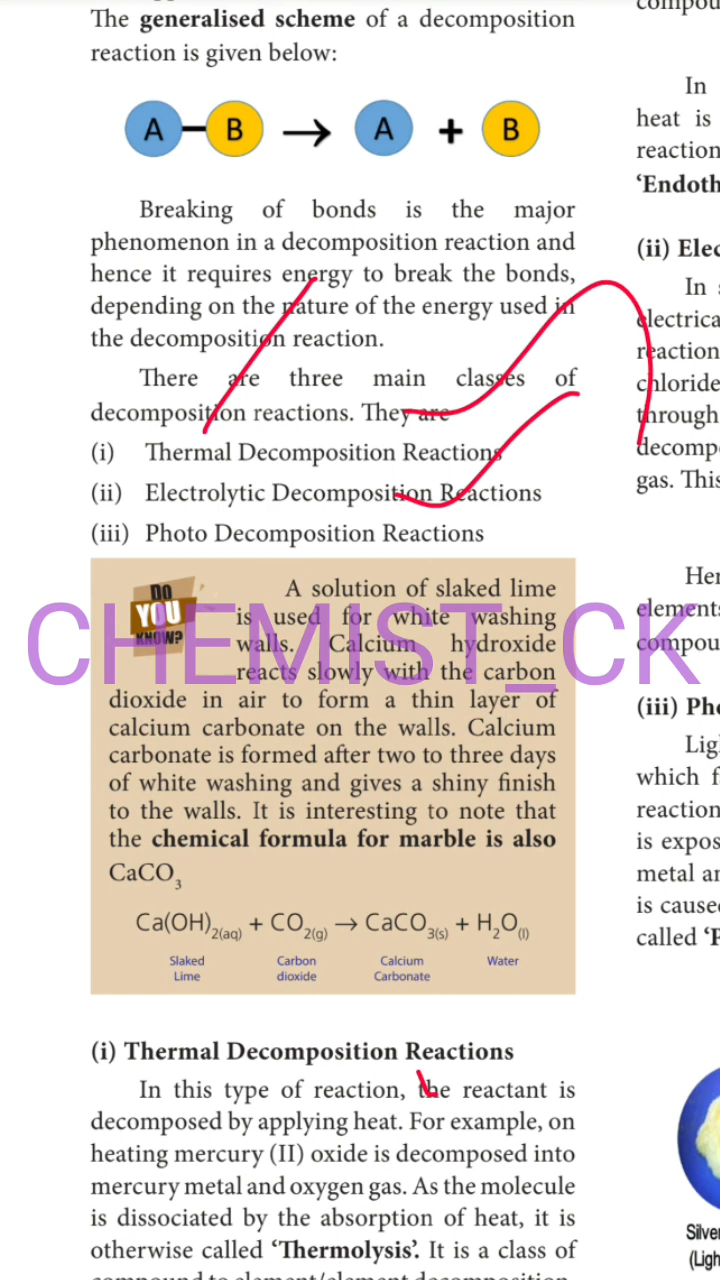 The generalised scheme of a decomposition
reaction is given below:
A B → A + B
Breaking of bonds is the major
phenomenon in a decomposition reaction and
hence it requires energy to break the bonds,
depending on the nature of the energy used in
the decomposition reaction.
There are three main classes of
decomposition reactions. They are
(i) Thermal Decomposition Reactions
(ii) Electrolytic Decomposition Reactions
(iii) Photo Decomposition Reactions
DO
YOU
KNOW?
A solution of slaked lime
is used for white washing
walls. Calcium hydroxide
reacts slowly with the carbon
dioxide in air to form a thin layer of
calcium carbonate on the walls. Calcium
carbonate is formed after two to three days
of white washing and gives a shiny finish
to the walls. It is interesting to note that
the chemical formula for marble is also
CaCO₃
Ca(OH)₂(aq) + CO₂(g) → CaCO₃(s) + H₂O(l)
Slaked Lime Carbon dioxide Calcium Carbonate Water
CHEMIST_CK
(i) Thermal Decomposition Reactions
In this type of reaction, the reactant is
decomposed by applying heat. For example, on
heating mercury (II) oxide is decomposed into
mercury metal and oxygen gas. As the molecule
is dissociated by the absorption of heat, it is
otherwise called ‘Thermolysis’. It is a class of
In
heat is
reaction
‘Endoth
(ii) Elec
In
electrica
reaction
chloride
through
decomp
gas. This
Her
elements
compou
(iii) Pho
Lig
which f
reaction
is expos
metal ar
is cause
called ‘P
Silve
(Ligh